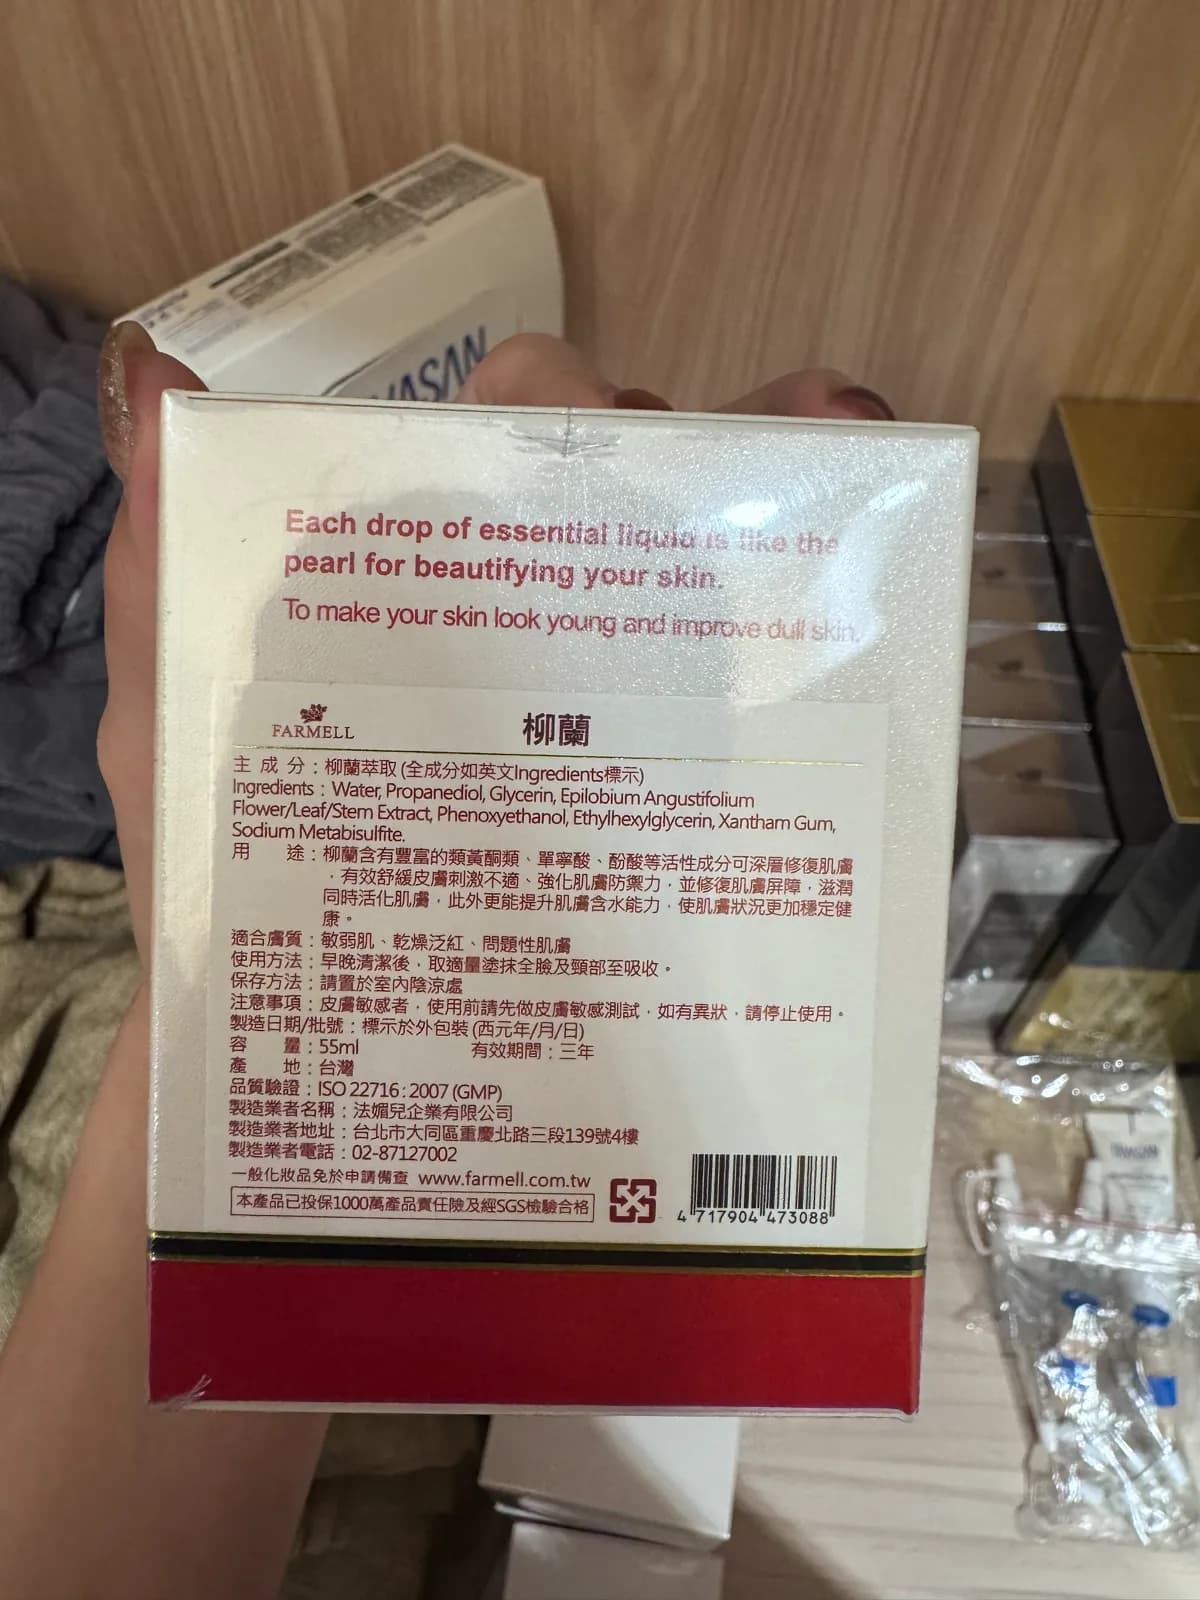 ASAN
Each drop of essential liquid is like the
pearl for beautifying your skin.
To make your skin look young and improve dull skin.
FARMELL
柳蘭
主 成 分：柳蘭萃取 (全成分如英文Ingredients標示)
Ingredients：Water, Propanediol, Glycerin, Epilobium Angustifolium
Flower/Leaf/Stem Extract, Phenoxyethanol, Ethylhexylglycerin, Xantham Gum,
Sodium Metabisulfite.
用 途：柳蘭含有豐富的類黃酮類、單寧酸、酚酸等活性成分可深層修復肌膚
，有效舒緩皮膚刺激不適、強化肌膚防禦力，並修復肌膚屏障，滋潤
同時活化肌膚，此外更能提升肌膚含水能力，使肌膚狀況更加穩定健
康。
適合膚質：敏弱肌、乾燥泛紅、問題性肌膚
使用方法：早晚清潔後，取適量塗抹全臉及頸部至吸收。
保存方法：請置於室內陰涼處
注意事項：皮膚敏感者，使用前請先做皮膚敏感測試，如有異狀，請停止使用。
製造日期/批號：標示於外包裝 (西元年/月/日)
容 量：55ml 有效期間：三年
產 地：台灣
品質驗證：ISO 22716：2007 (GMP)
製造業者名稱：法媚兒企業有限公司
製造業者地址：台北市大同區重慶北路三段139號4樓
製造業者電話：02-87127002
一般化妝品免於申請備查 www.farmell.com.tw
本產品已投保1000萬產品責任險及經SGS檢驗合格
4 717904 473088